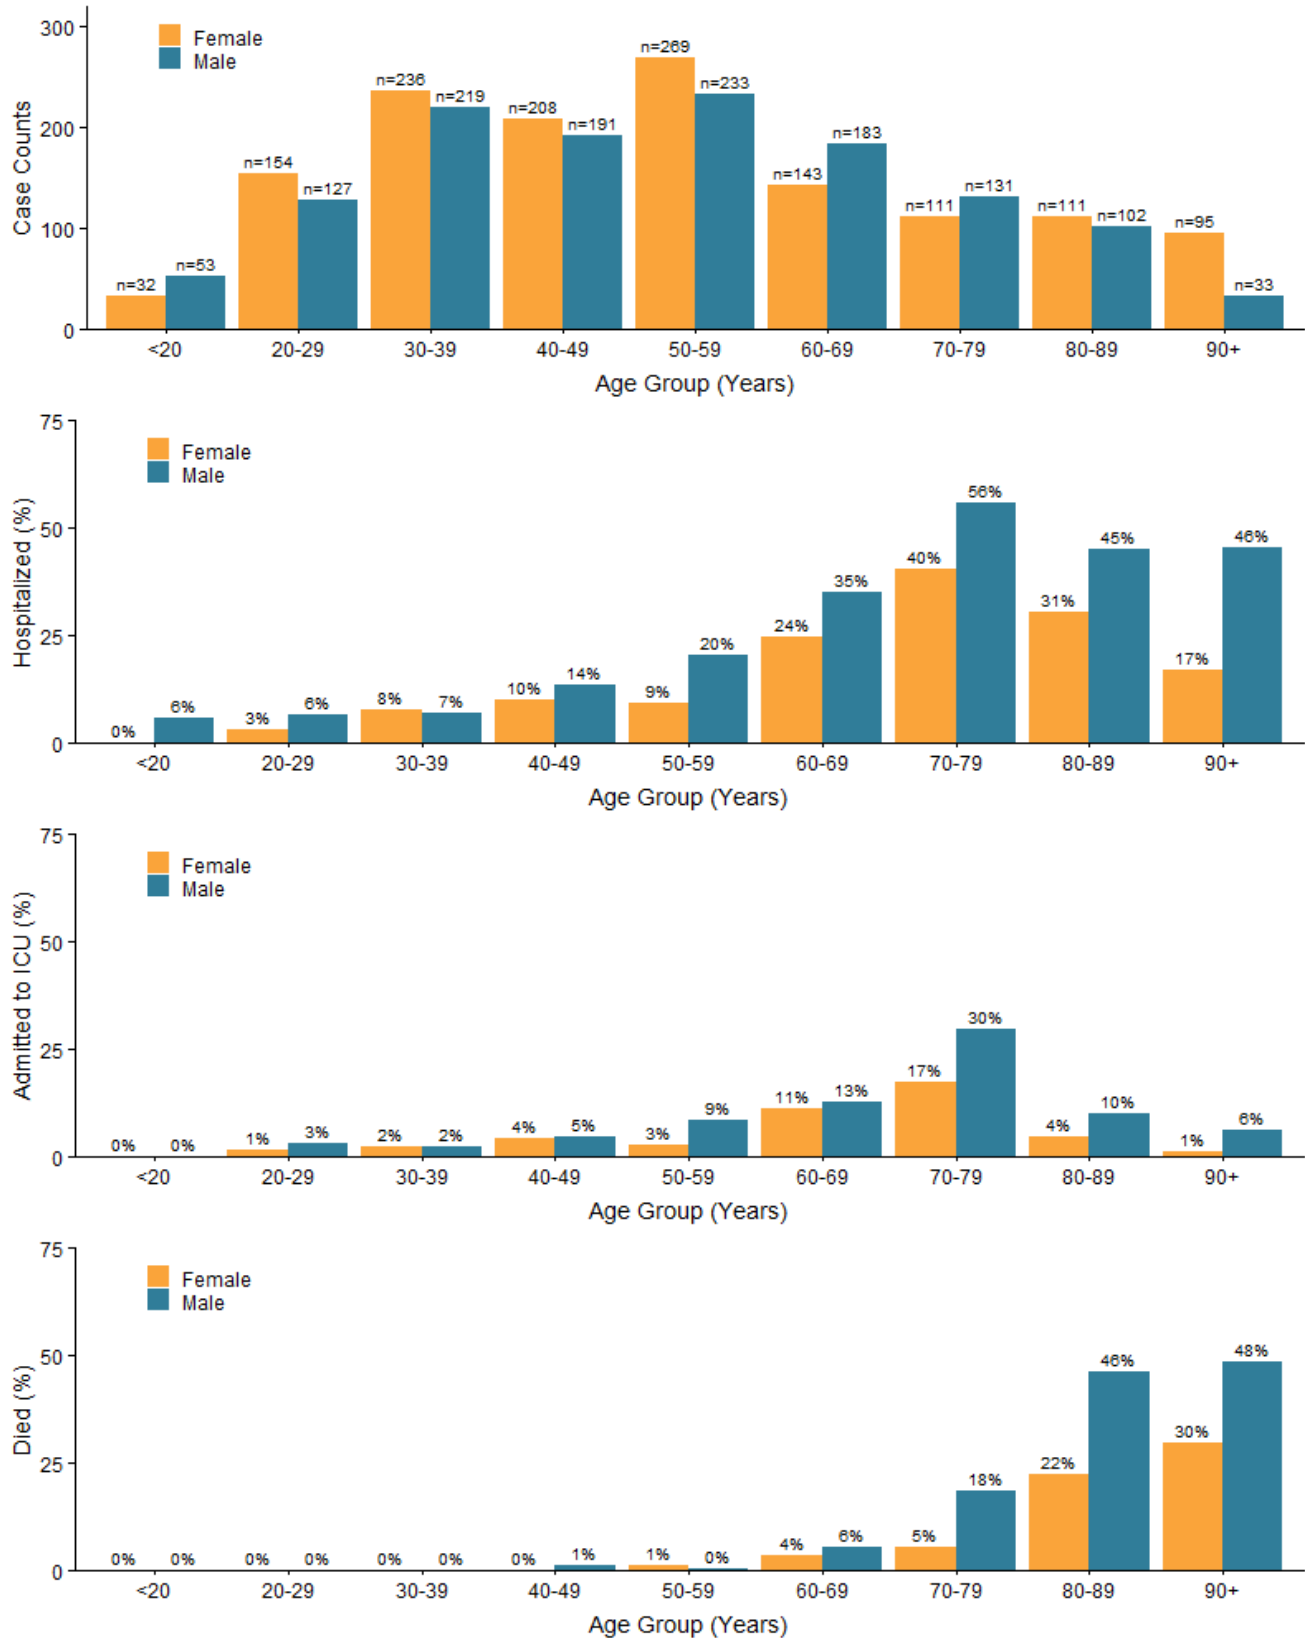 300
200
100
0
Case Counts
Female
Male
n=32 n=53 n=154 n=127 n=236 n=219 n=208 n=191 n=269 n=233 n=143 n=183 n=111 n=131 n=111 n=102 n=95 n=33
<20 20-29 30-39 40-49 50-59 60-69 70-79 80-89 90+
Age Group (Years)
75
50
25
0
Hospitalized (%)
Female
Male
0% 6% 3% 6% 8% 7% 10% 14% 9% 20% 24% 35% 40% 56% 31% 45% 17% 46%
<20 20-29 30-39 40-49 50-59 60-69 70-79 80-89 90+
Age Group (Years)
75
50
25
0
Admitted to ICU (%)
Female
Male
0% 0% 1% 3% 2% 2% 4% 5% 3% 9% 11% 13% 17% 30% 4% 10% 1% 6%
<20 20-29 30-39 40-49 50-59 60-69 70-79 80-89 90+
Age Group (Years)
75
50
25
0
Died (%)
Female
Male
0% 0% 0% 0% 0% 0% 0% 1% 1% 0% 4% 6% 5% 18% 22% 46% 30% 48%
<20 20-29 30-39 40-49 50-59 60-69 70-79 80-89 90+
Age Group (Years)